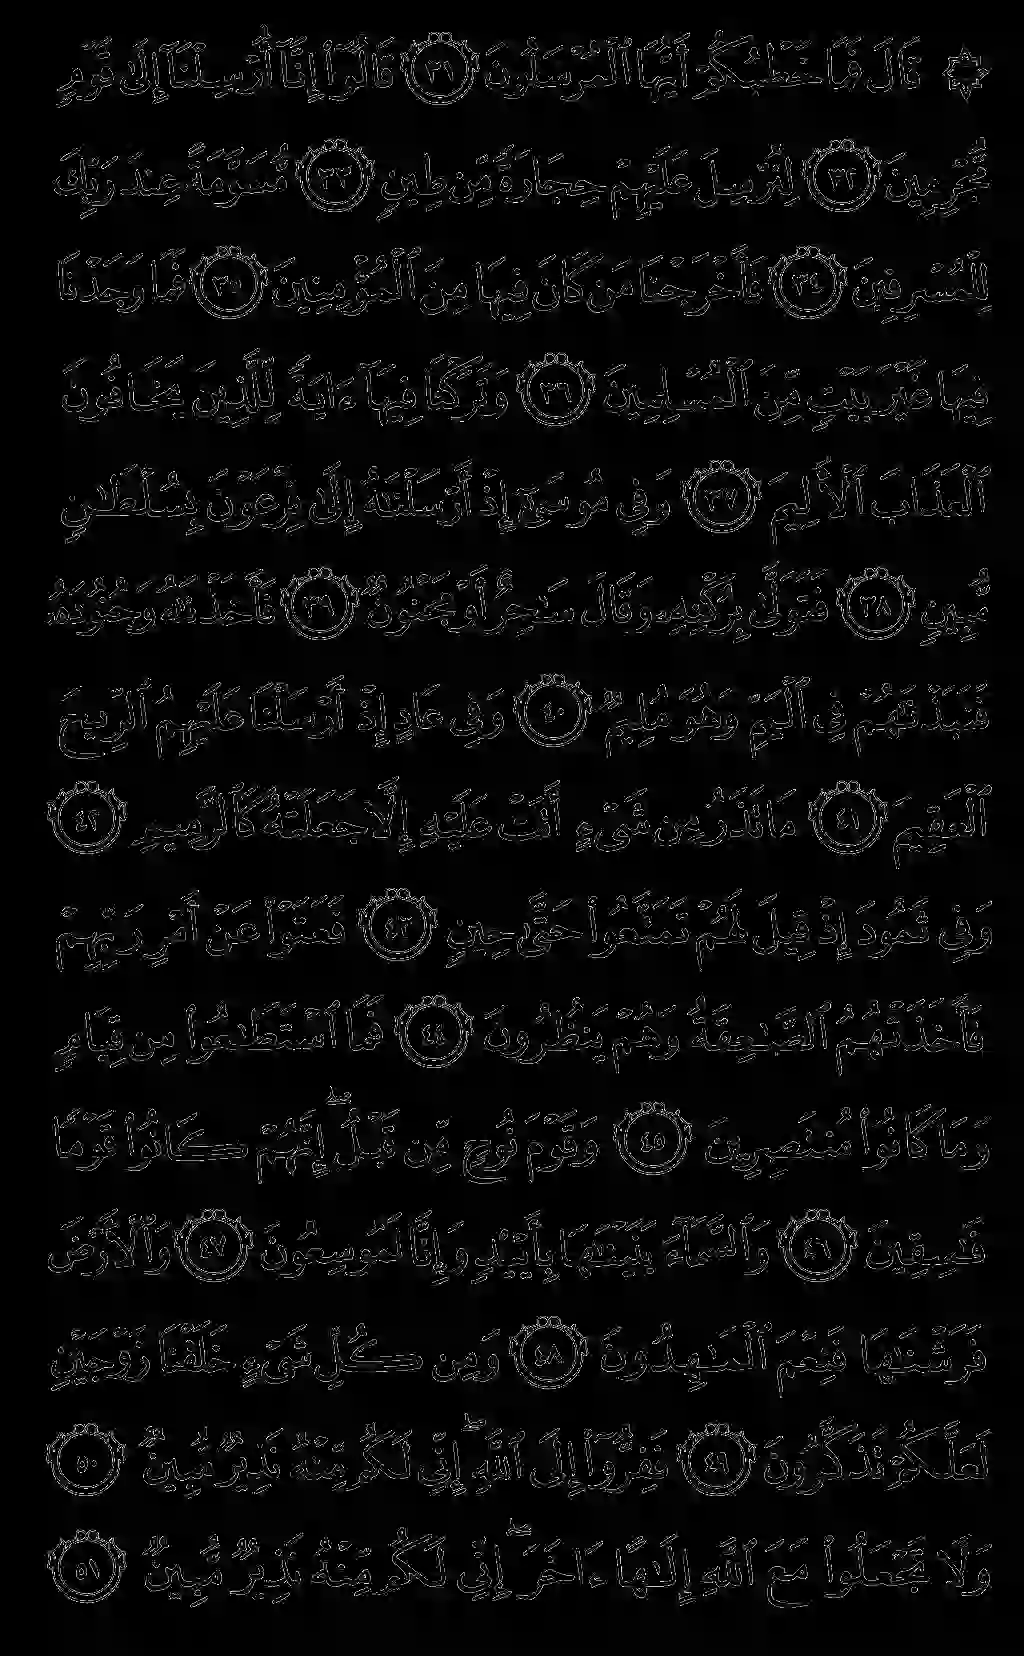 ۞ قَالَ فَمَا خَطْبُكُمْ أَيُّهَا ٱلْمُرْسَلُونَ ٣١ قَالُوٓا۟ إِنَّآ أُرْسِلْنَآ إِلَىٰ قَوْمٍ
مُّجْرِمِينَ ٣٢ لِنُرْسِلَ عَلَيْهِمْ حِجَارَةً مِّن طِينٍ ٣٣ مُّسَوَّمَةً عِندَ رَبِّكَ
لِلْمُسْرِفِينَ ٣٤ فَأَخْرَجْنَا مَن كَانَ فِيهَا مِنَ ٱلْمُؤْمِنِينَ ٣٥ فَمَا وَجَدْنَا
فِيهَا غَيْرَ بَيْتٍ مِّنَ ٱلْمُسْلِمِينَ ٣٦ وَتَرَكْنَا فِيهَآ ءَايَةً لِّلَّذِينَ يَخَافُونَ
ٱلْعَذَابَ ٱلْأَلِيمَ ٣٧ وَفِى مُوسَىٰٓ إِذْ أَرْسَلْنَٰهُ إِلَىٰ فِرْعَوْنَ بِسُلْطَٰنٍ
مُّبِينٍ ٣٨ فَتَوَلَّىٰ بِرُكْنِهِۦ وَقَالَ سَٰحِرٌ أَوْ مَجْنُونٌ ٣٩ فَأَخَذْنَٰهُ وَجُنُودَهُۥ
فَنَبَذْنَٰهُمْ فِى ٱلْيَمِّ وَهُوَ مُلِيمٌ ٤٠ وَفِى عَادٍ إِذْ أَرْسَلْنَا عَلَيْهِمُ ٱلرِّيحَ
ٱلْعَقِيمَ ٤١ مَا تَذَرُ مِن شَىْءٍ أَتَتْ عَلَيْهِ إِلَّا جَعَلَتْهُ كَٱلرَّمِيمِ ٤٢
وَفِى ثَمُودَ إِذْ قِيلَ لَهُمْ تَمَتَّعُوا۟ حَتَّىٰ حِينٍ ٤٣ فَعَتَوْا۟ عَنْ أَمْرِ رَبِّهِمْ
فَأَخَذَتْهُمُ ٱلصَّٰعِقَةُ وَهُمْ يَنظُرُونَ ٤٤ فَمَا ٱسْتَطَٰعُوا۟ مِن قِيَامٍ
وَمَا كَانُوا۟ مُنتَصِرِينَ ٤٥ وَقَوْمَ نُوحٍ مِّن قَبْلُ ۖ إِنَّهُمْ كَانُوا۟ قَوْمًا
فَٰسِقِينَ ٤٦ وَٱلسَّمَآءَ بَنَيْنَٰهَا بِأَيْي۟دٍ وَإِنَّا لَمُوسِعُونَ ٤٧ وَٱلْأَرْضَ
فَرَشْنَٰهَا فَنِعْمَ ٱلْمَٰهِدُونَ ٤٨ وَمِن كُلِّ شَىْءٍ خَلَقْنَا زَوْجَيْنِ
لَعَلَّكُمْ تَذَكَّرُونَ ٤٩ فَفِرُّوٓا۟ إِلَى ٱللَّهِ ۖ إِنِّى لَكُم مِّنْهُ نَذِيرٌ مُّبِينٌ ٥٠
وَلَا تَجْعَلُوا۟ مَعَ ٱللَّهِ إِلَٰهًا ءَاخَرَ ۖ إِنِّى لَكُم مِّنْهُ نَذِيرٌ مُّبِينٌ ٥١